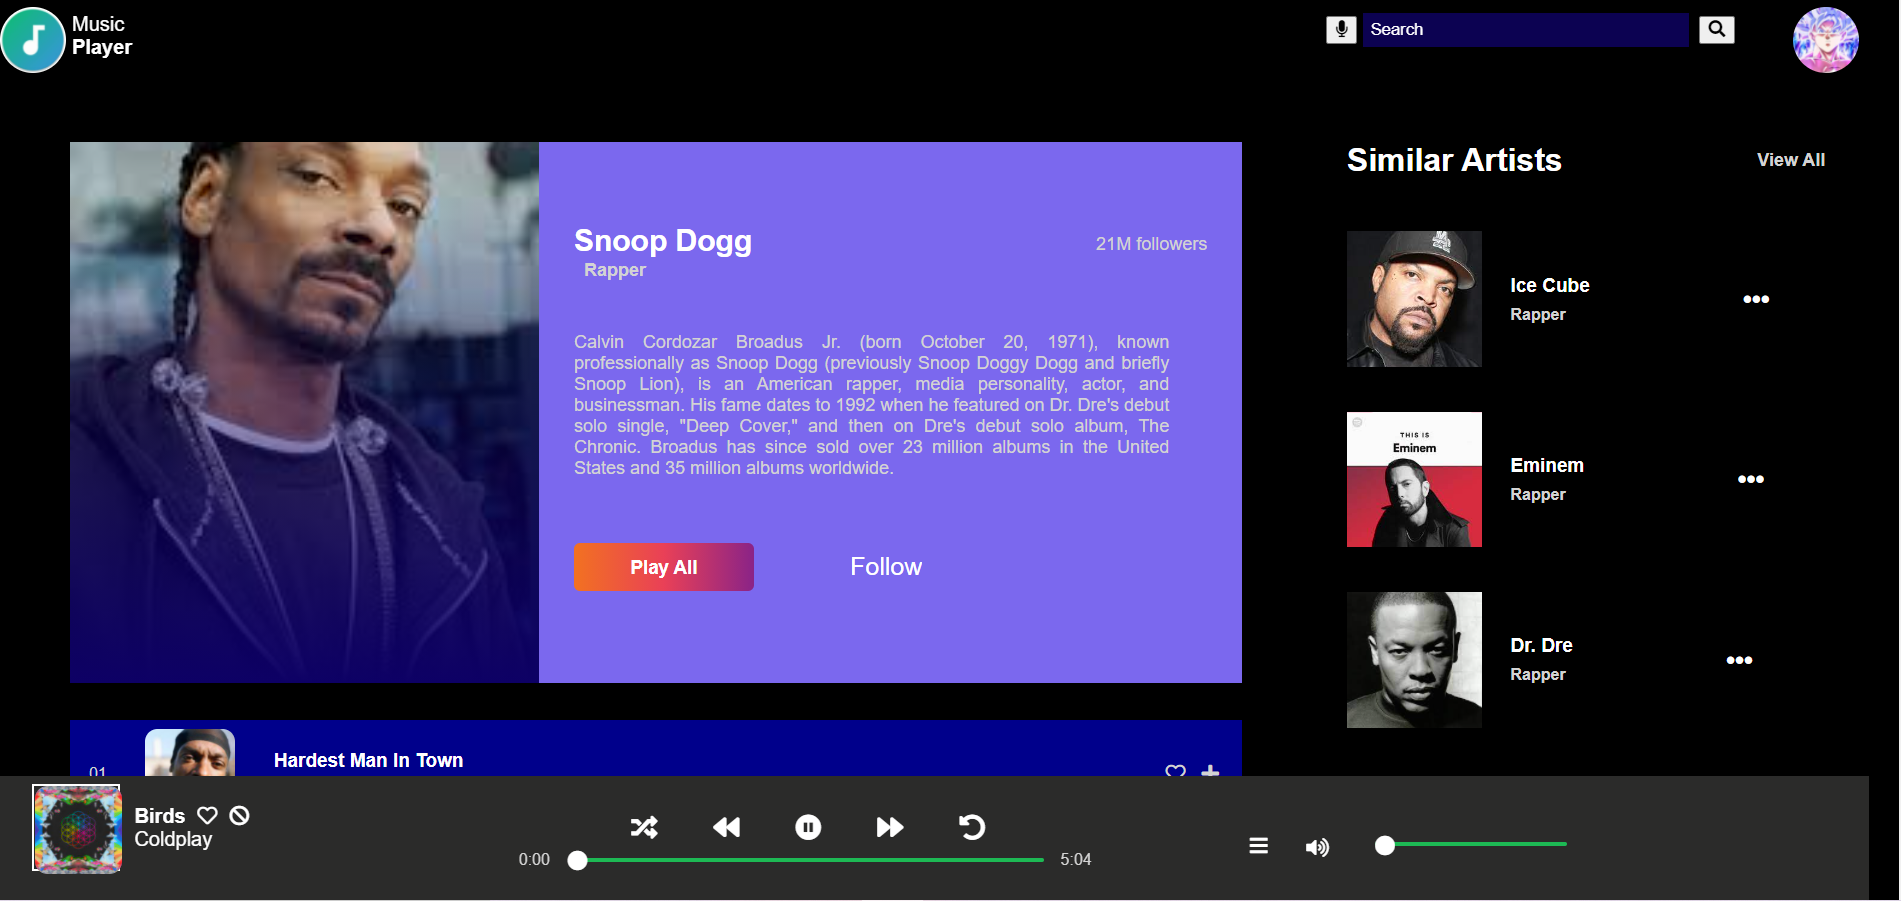 Music
Player
Search
Snoop Dogg
21M followers
Rapper
Calvin Cordozar Broadus Jr. (born October 20, 1971), known
professionally as Snoop Dogg (previously Snoop Doggy Dogg and briefly
Snoop Lion), is an American rapper, media personality, actor, and
businessman. His fame dates to 1992 when he featured on Dr. Dre's debut
solo single, "Deep Cover," and then on Dre's debut solo album, The
Chronic. Broadus has since sold over 23 million albums in the United
States and 35 million albums worldwide.
Play All
Follow
Similar Artists
View All
Ice Cube
Rapper
THIS IS
Eminem
Eminem
Rapper
Dr. Dre
Rapper
01
Hardest Man In Town
Birds
Coldplay
0:00
5:04